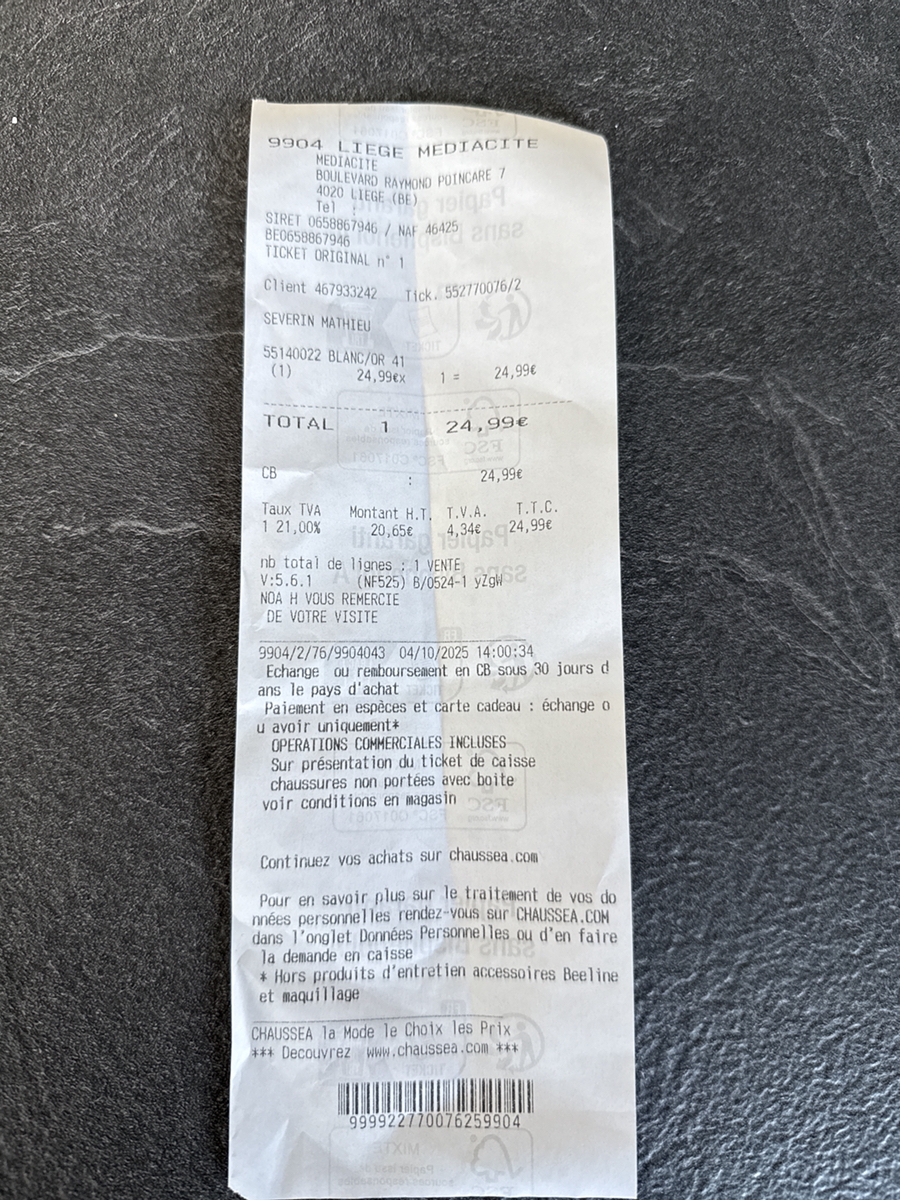 9904 LIEGE MEDIACITE
MEDIACITE
BOULEVARD RAYMOND POINCARE 7
4020 LIEGE (BE)
Tel :
SIRET 0658867946 / NAF 46425
BE0658867946
TICKET ORIGINAL n° 1
Client 467933242 Tick. 552770076/2
SEVERIN MATHIEU
55140022 BLANC/OR 41
(1) 24,99€x 1 = 24,99€
TOTAL 1 24,99€
CB : 24,99€
Taux TVA Montant H.T. T.V.A. T.T.C.
1 21,00% 20,65€ 4,34€ 24,99€
nb total de lignes : 1 VENTE
V:5.6.1 (NF525) B/0524-1 yZgW
NOA H VOUS REMERCIE
DE VOTRE VISITE
9904/2/76/9904043 04/10/2025 14:00:34
Echange ou remboursement en CB sous 30 jours d
ans le pays d'achat
Paiement en espèces et carte cadeau : échange o
u avoir uniquement*
OPERATIONS COMMERCIALES INCLUSES
Sur présentation du ticket de caisse
chaussures non portées avec boite
voir conditions en magasin
Continuez vos achats sur chaussea.com
Pour en savoir plus sur le traitement de vos do
nnées personnelles rendez-vous sur CHAUSSEA.COM
dans l'onglet Données Personnelles ou d'en faire
la demande en caisse
* Hors produits d'entretien accessoires Beeline
et maquillage
CHAUSSEA la Mode le Choix les Prix
*** Decouvrez www.chaussea.com ***
999922770076259904